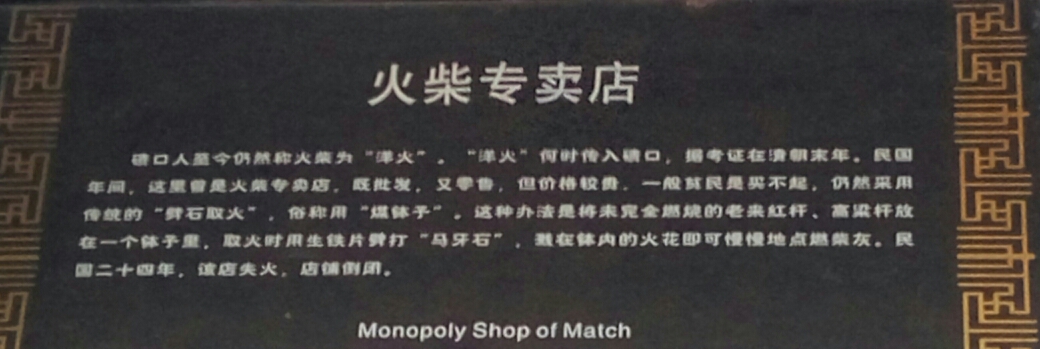 火柴专卖店
碛口人至今仍然称火柴为“洋火”。“洋火”何时传入碛口，据考证在清朝末年。民国
年间，这里曾是火柴专卖店，既批发，又零售，但价格较贵，一般贫民是买不起，仍然采用
传统的“劈石取火”，俗称用“煤钵子”。这种办法是将未完全燃烧的老来红杆、高粱杆放
在一个钵子里，取火时用生铁片劈打“马牙石”，溅在钵内的火花即可慢慢地点燃柴灰。民
国二十四年，该店失火，店铺倒闭。
Monopoly Shop of Match